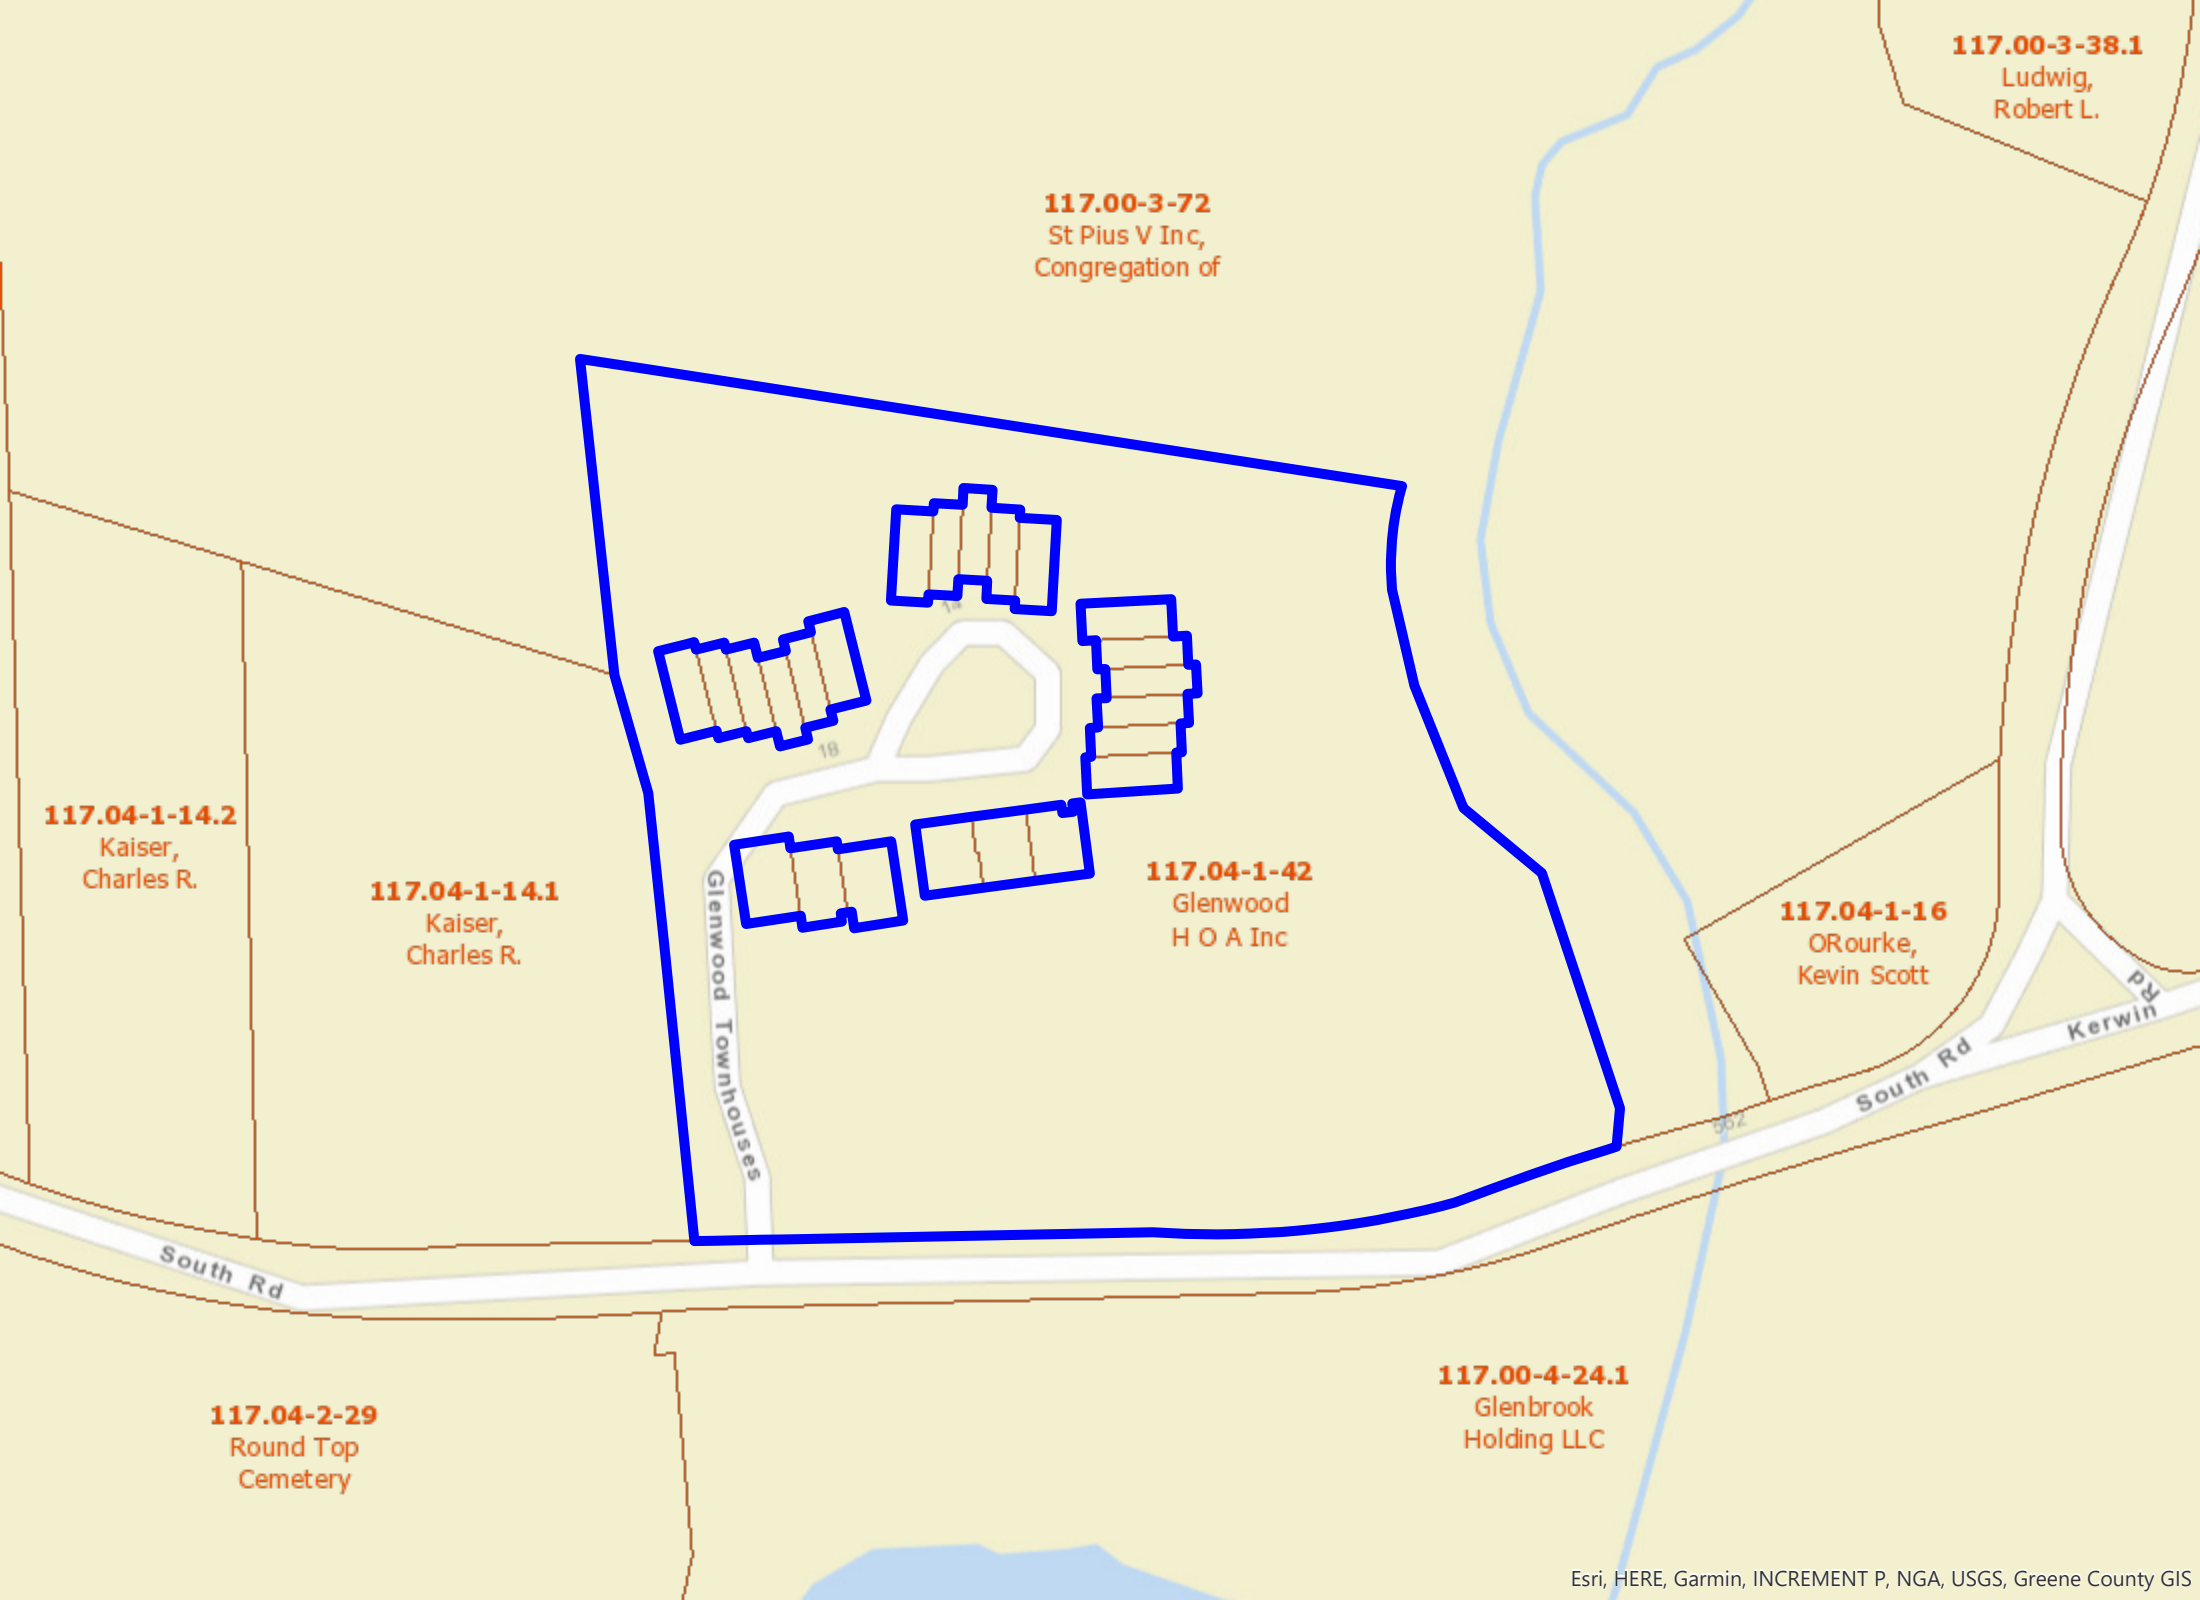 117.00-3-38.1
Ludwig,
Robert L.
117.00-3-72
St Pius V Inc,
Congregation of
14
18
117.04-1-14.2
Kaiser,
Charles R.
117.04-1-14.1
Kaiser,
Charles R.
117.04-1-42
Glenwood
H O A Inc
117.04-1-16
ORourke,
Kevin Scott
Glenwood Townhouses
Kerwin Rd
South Rd
562
South Rd
117.04-2-29
Round Top
Cemetery
117.00-4-24.1
Glenbrook
Holding LLC
Esri, HERE, Garmin, INCREMENT P, NGA, USGS, Greene County GIS